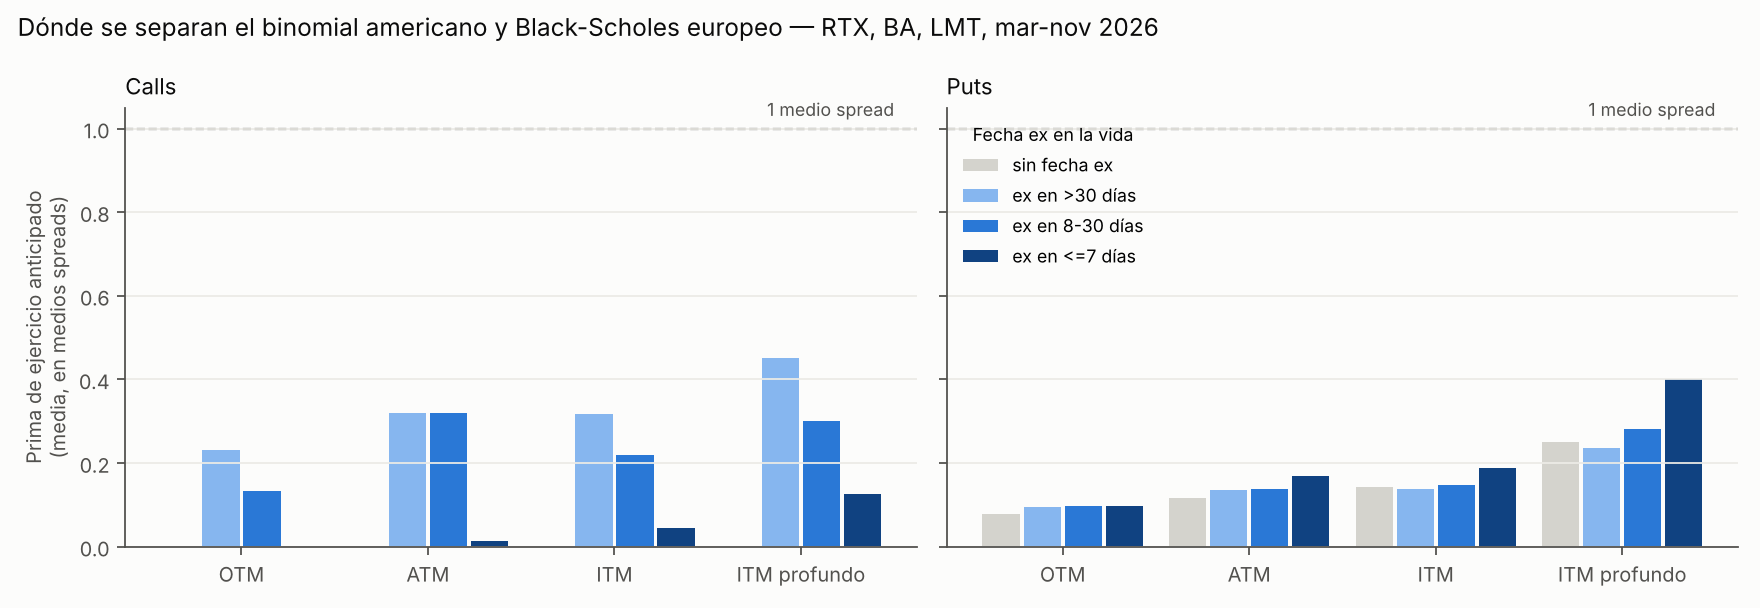 Dónde se separan el binomial americano y Black-Scholes europeo — RTX, BA, LMT, mar-nov 2026
Calls
1 medio spread
Prima de ejercicio anticipado
(media, en medios spreads)
1.0
0.8
0.6
0.4
0.2
0.0
OTM
ATM
ITM
ITM profundo
Puts
1 medio spread
Fecha ex en la vida
sin fecha ex
ex en >30 días
ex en 8-30 días
ex en <=7 días
OTM
ATM
ITM
ITM profundo